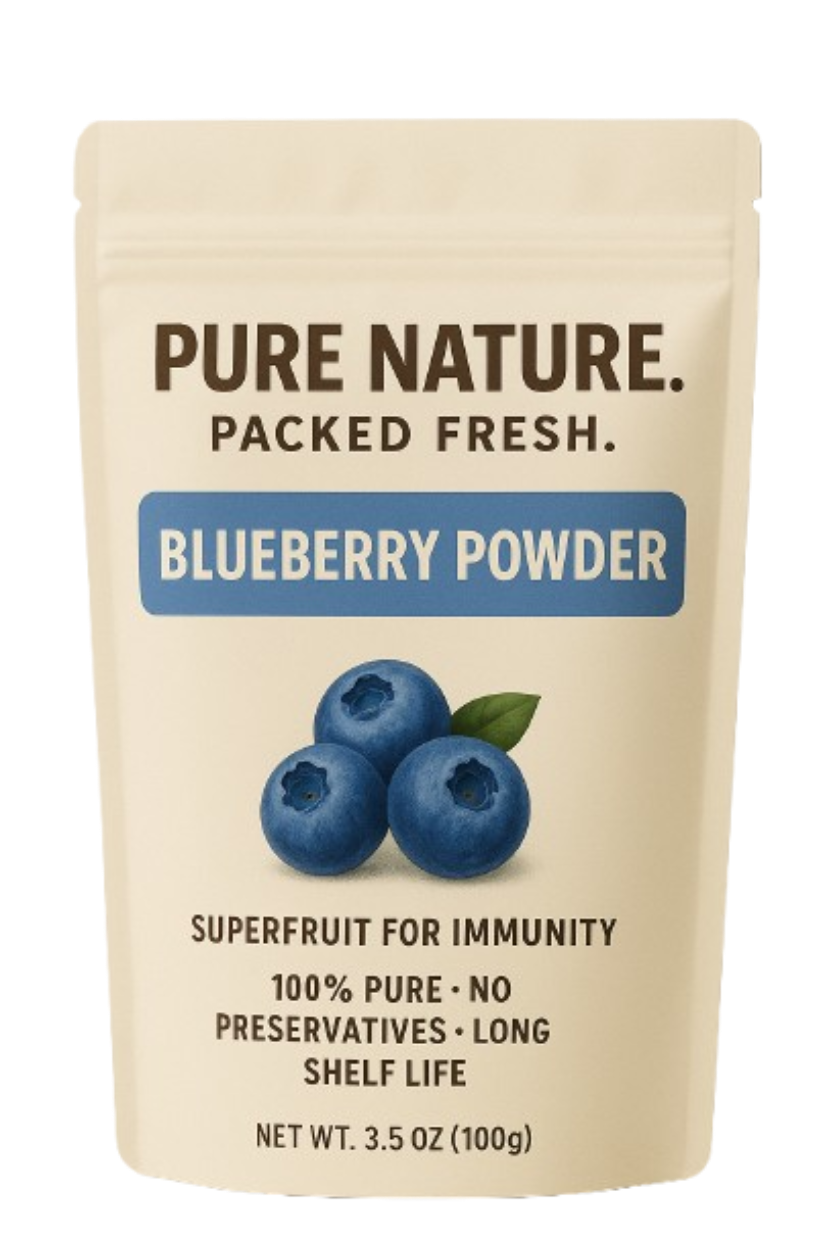 PURE NATURE.
PACKED FRESH.
BLUEBERRY POWDER
SUPERFRUIT FOR IMMUNITY
100% PURE · NO
PRESERVATIVES · LONG
SHELF LIFE
NET WT. 3.5 OZ (100g)